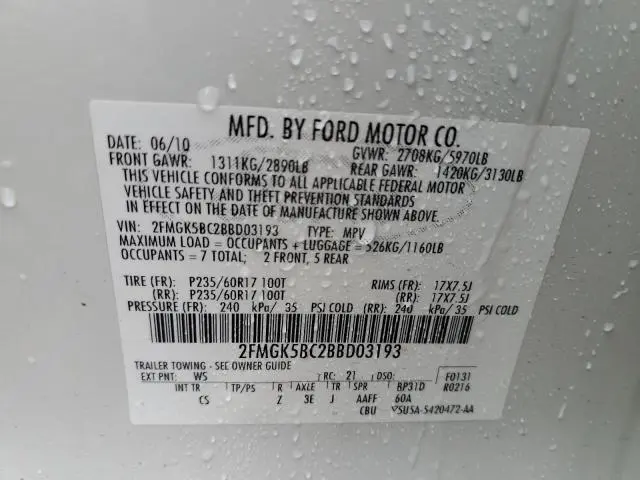 MFD. BY FORD MOTOR CO.
DATE: 06/10 GVWR: 2708KG/5970LB
FRONT GAWR: 1311KG/2890LB REAR GAWR: 1420KG/3130LB
THIS VEHICLE CONFORMS TO ALL APPLICABLE FEDERAL MOTOR
VEHICLE SAFETY AND THEFT PREVENTION STANDARDS
IN EFFECT ON THE DATE OF MANUFACTURE SHOWN ABOVE.
VIN: 2FMGK5BC2BBD03193 TYPE: MPV
MAXIMUM LOAD = OCCUPANTS + LUGGAGE = 526KG/1160LB
OCCUPANTS = 7 TOTAL; 2 FRONT, 5 REAR
TIRE (FR): P235/60R17 100T RIMS (FR): 17X7.5J
(RR): P235/60R17 100T (RR): 17X7.5J
PRESSURE (FR): 240 kPa/ 35 PSI COLD (RR): 240 kPa/ 35 PSI COLD
2FMGK5BC2BBD03193
TRAILER TOWING - SEE OWNER GUIDE
EXT PNT: WS RC: 21 DSO: F0131
INT TR TP/PS R AXLE TR SPR BP31D R0216
CS Z 3E J AAFF 60A
CBU 5U5A-5420472-AA